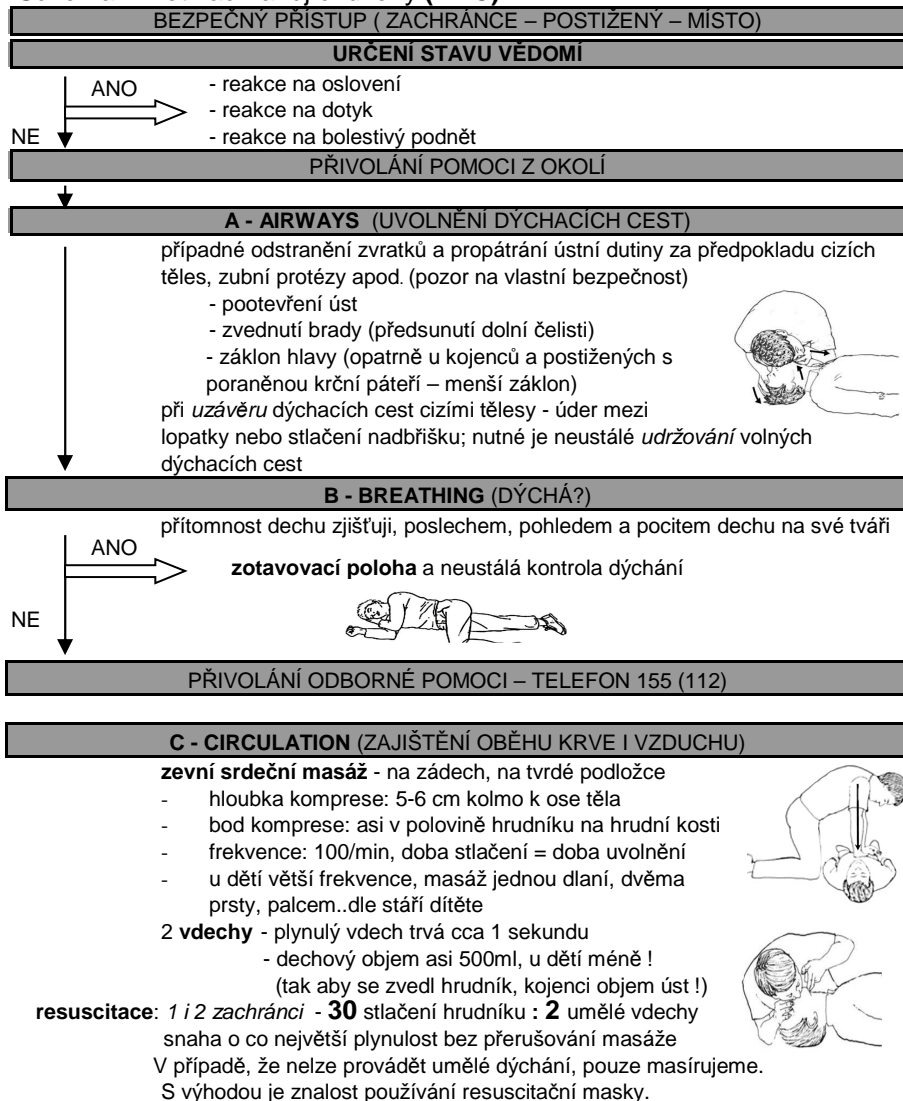 BEZPEČNÝ PŘÍSTUP ( ZACHRÁNCE – POSTIŽENÝ – MÍSTO)
URČENÍ STAVU VĚDOMÍ
ANO
- reakce na oslovení
- reakce na dotyk
NE
- reakce na bolestivý podnět
PŘIVOLÁNÍ POMOCI Z OKOLÍ
A - AIRWAYS (UVOLNĚNÍ DÝCHACÍCH CEST)
případné odstranění zvratků a propátrání ústní dutiny za předpokladu cizích
těles, zubní protézy apod. (pozor na vlastní bezpečnost)
- pootevření úst
- zvednutí brady (předsunutí dolní čelisti)
- záklon hlavy (opatrně u kojenců a postižených s
poraněnou krční páteří – menší záklon)
při uzávěru dýchacích cest cizími tělesy - úder mezi
lopatky nebo stlačení nadbřišku; nutné je neustálé udržování volných
dýchacích cest
B - BREATHING (DÝCHÁ?)
přítomnost dechu zjišťuji, poslechem, pohledem a pocitem dechu na své tváři
ANO
zotavovací poloha a neustálá kontrola dýchání
NE
PŘIVOLÁNÍ ODBORNÉ POMOCI – TELEFON 155 (112)
C - CIRCULATION (ZAJIŠTĚNÍ OBĚHU KRVE I VZDUCHU)
zevní srdeční masáž - na zádech, na tvrdé podložce
- hloubka komprese: 5-6 cm kolmo k ose těla
- bod komprese: asi v polovině hrudníku na hrudní kosti
- frekvence: 100/min, doba stlačení = doba uvolnění
- u dětí větší frekvence, masáž jednou dlaní, dvěma
prsty, palcem..dle stáří dítěte
2 vdechy - plynulý vdech trvá cca 1 sekundu
- dechový objem asi 500ml, u dětí méně !
(tak aby se zvedl hrudník, kojenci objem úst !)
resuscitace: 1 i 2 zachránci - 30 stlačení hrudníku : 2 umělé vdechy
snaha o co největší plynulost bez přerušování masáže
V případě, že nelze provádět umělé dýchání, pouze masírujeme.
S výhodou je znalost používání resuscitační masky.